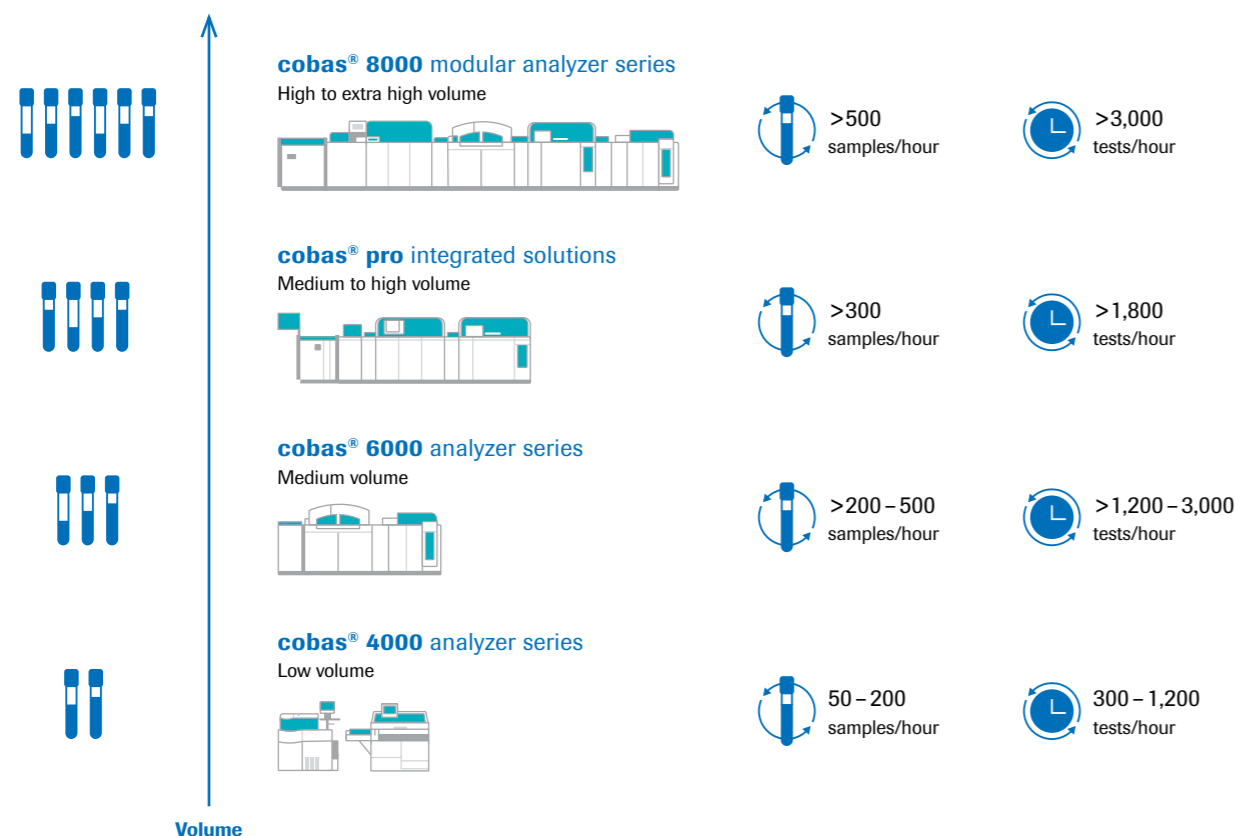 cobas® 8000 modular analyzer series
High to extra high volume
>500
samples/hour
>3,000
tests/hour
cobas® pro integrated solutions
Medium to high volume
>300
samples/hour
>1,800
tests/hour
cobas® 6000 analyzer series
Medium volume
>200 – 500
samples/hour
>1,200 – 3,000
tests/hour
cobas® 4000 analyzer series
Low volume
50 – 200
samples/hour
300 – 1,200
tests/hour
Volume